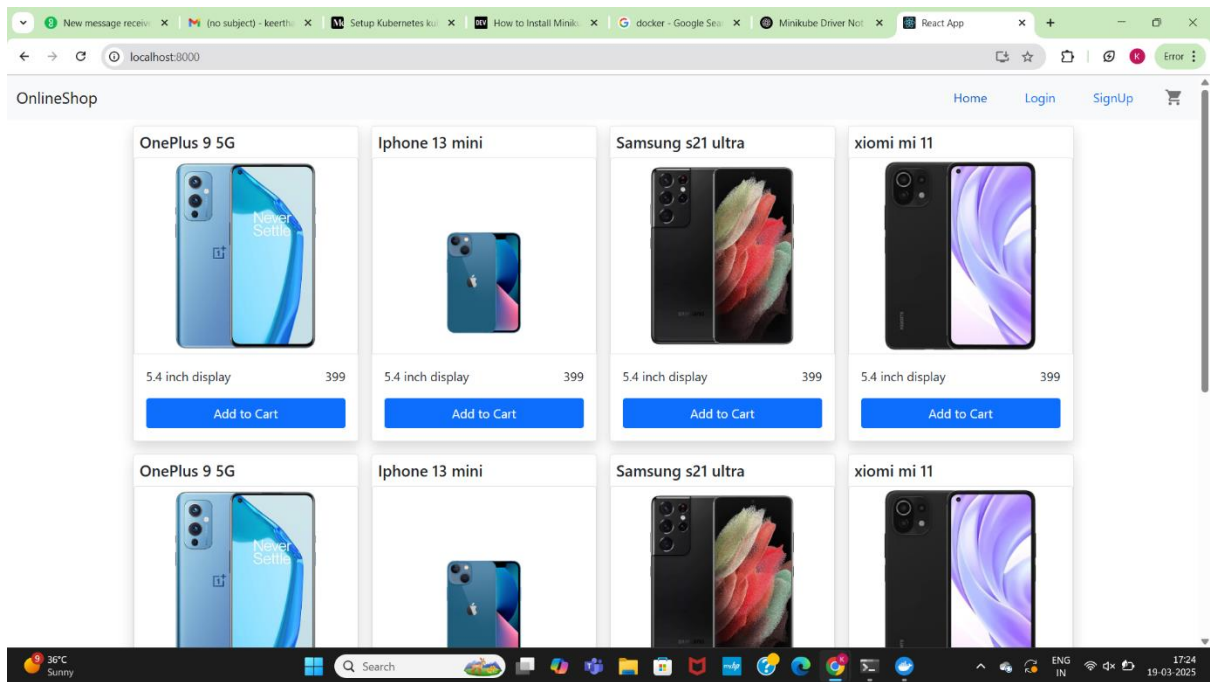 New message receive
(no subject) - keertha
Setup Kubernetes ku
How to Install Minik
docker - Google Sea
Minikube Driver Not
React App
localhost:8000
K
Error
OnlineShop
Home
Login
SignUp
OnePlus 9 5G
Iphone 13 mini
Samsung s21 ultra
xiomi mi 11
Never
Settle
5.4 inch display 399
5.4 inch display 399
5.4 inch display 399
5.4 inch display 399
Add to Cart
Add to Cart
Add to Cart
Add to Cart
OnePlus 9 5G
Iphone 13 mini
Samsung s21 ultra
xiomi mi 11
Never
Settle
9
36°C
Sunny
Search
ENG
IN
17:24
19-03-2025